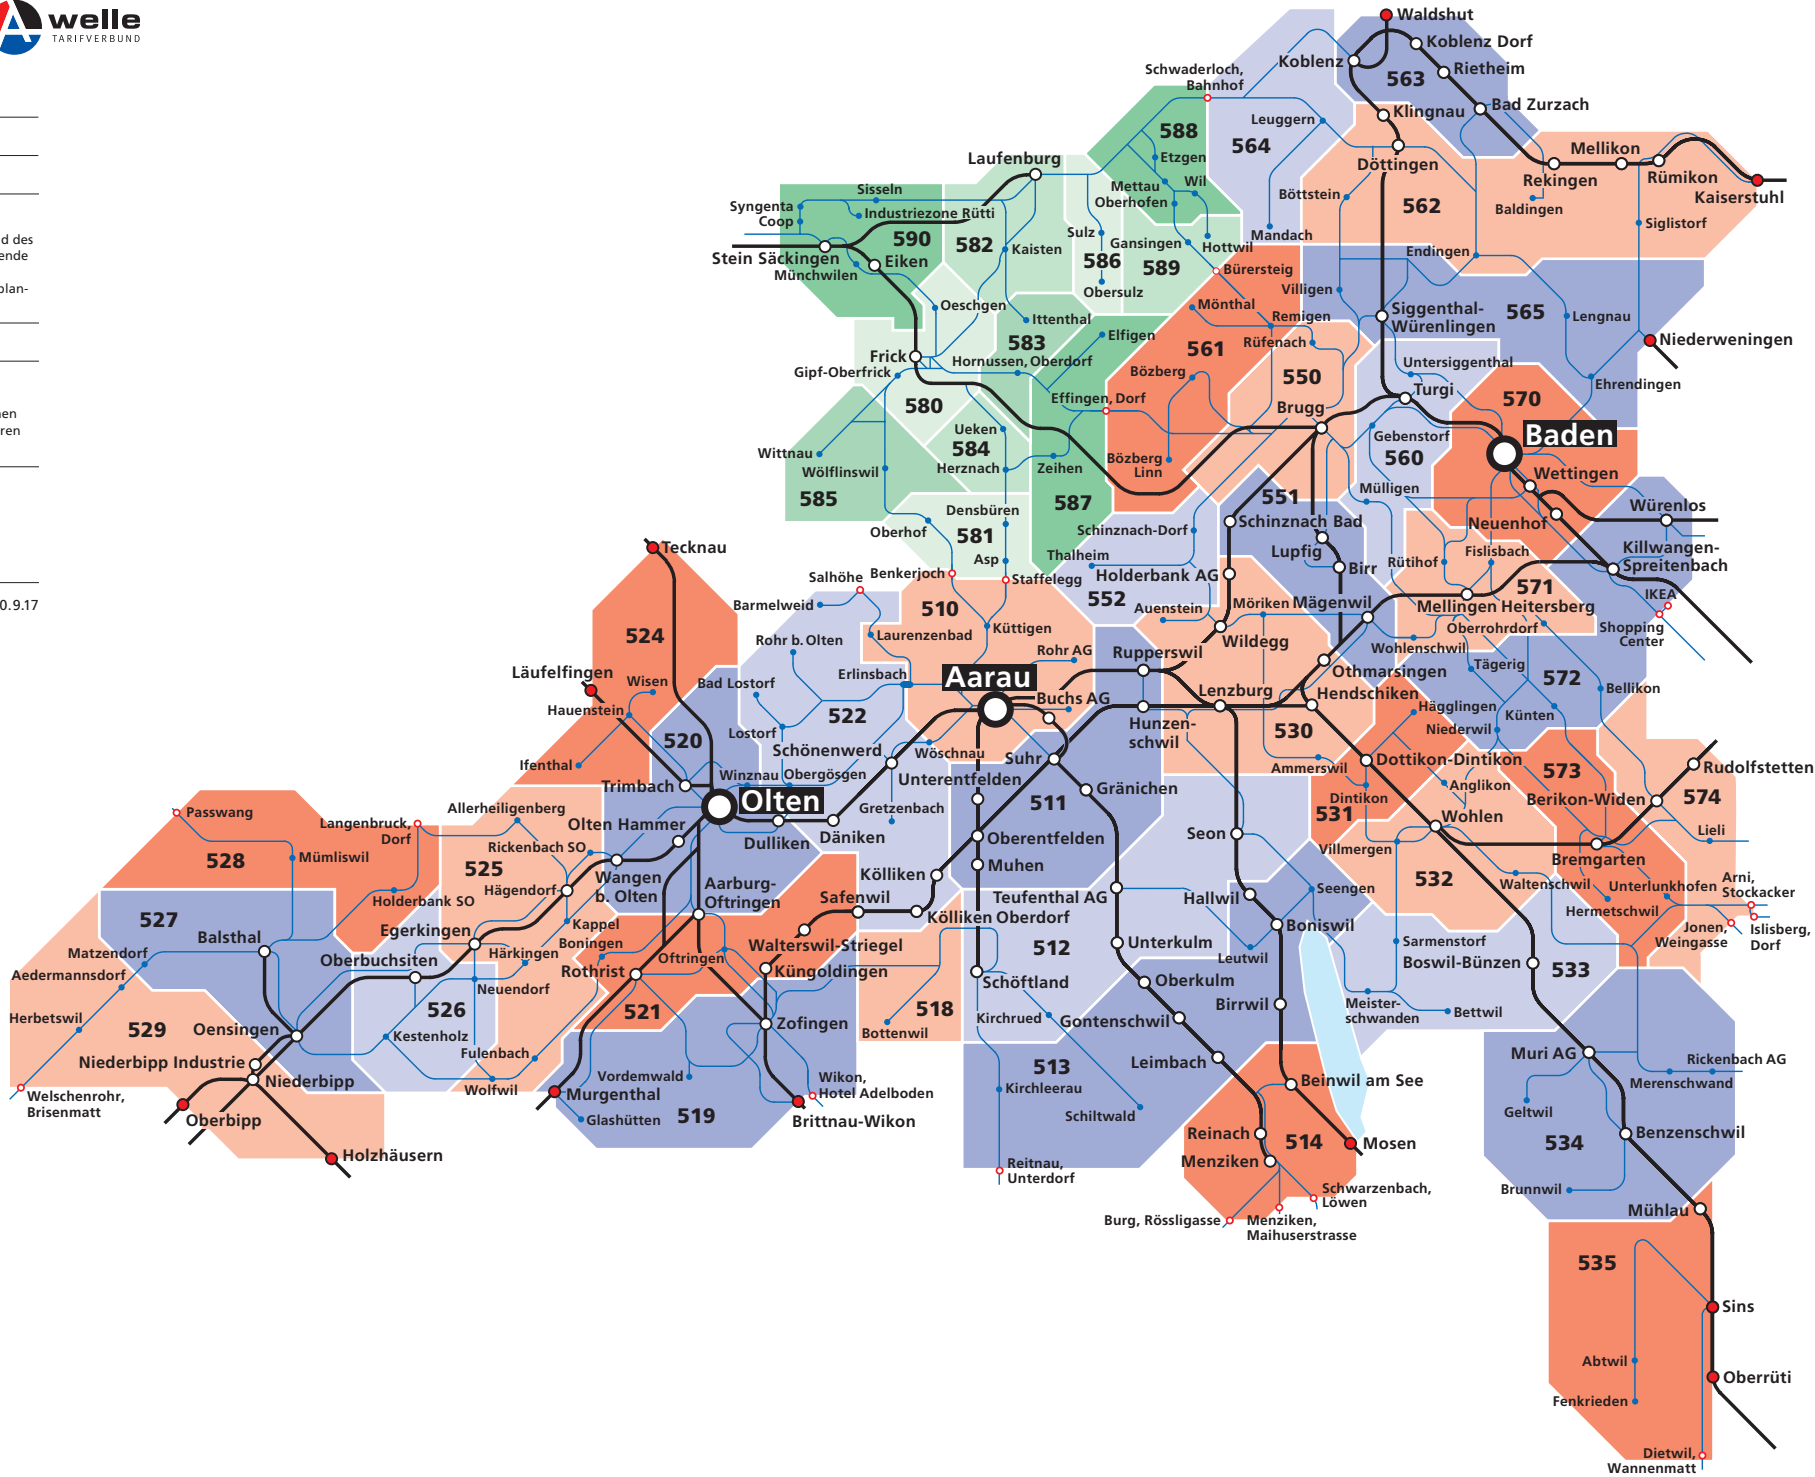 welle
TARIFVERBUND
d des
ende
plan-
nen
ren
0.9.17
Waldshut
Koblenz Dorf
Koblenz
Rietheim
563
Schwaderloch,
Bahnhof
Bad Zurzach
Klingnau
Leuggern
588
564
Etzgen
Döttingen
Mellikon
Rekingen
Rümikon
Kaiserstuhl
Laufenburg
Mettau
Wil
Oberhofen
Böttstein
562
Baldingen
Siglistorf
Sisseln
Syngenta
Coop
Industriezone Rütti
590
582
Kaisten
Sulz
586
Gansingen
589
Hottwil
Mandach
Endingen
Stein Säckingen
Münchwilen
Eiken
Obersulz
Bürersteig
Villigen
Oeschgen
Ittenthal
583
Elfigen
Mönthal
Remigen
Rüfenach
Siggenthal-
Würenlingen
565
Lengnau
Niederweningen
Frick
Hornussen, Oberdorf
561
Gipf-Oberfrick
Bözberg
550
Untersiggenthal
Ehrendingen
580
Effingen, Dorf
Brugg
Turgi
570
Baden
Ueken
584
Gebenstorf
560
Wettingen
Wittnau
Wölflinswil
Herznach
Zeihen
Bözberg
Linn
Mülligen
585
587
551
Neuenhof
Würenlos
Densbüren
Schinznach-Dorf
Schinznach Bad
Oberhof
581
Lupfig
Rütihof
Fislisbach
Killwangen-
Spreitenbach
Tecknau
Asp
Thalheim
Birr
Salhöhe
Benkerjoch
Staffelegg
Holderbank AG
571
IKEA
Barmelweid
510
552
Auenstein
Möriken
Mägenwil
Mellingen Heitersberg
Shopping
Center
524
Rohr b. Olten
Laurenzenbad
Küttigen
Wildegg
Oberrohrdorf
Wohlenschwil
Läufelfingen
Wisen
Bad Lostorf
Erlinsbach
Aarau
Rohr AG
Rupperswil
Othmarsingen
Tägerig
572
Bellikon
Hauenstein
522
Buchs AG
Lenzburg
Hendschiken
Hägglingen
Künten
520
Lostorf
Schönenwerd
Wöschnau
Hunzen-
schwil
530
Niederwil
Ifenthal
Winznau
Obergösgen
Suhr
Ammerswil
Dottikon-Dintikon
573
Rudolfstetten
Trimbach
Unterentfelden
Gränichen
Dintikon
Anglikon
574
Passwang
Allerheiligenberg
Olten
Gretzenbach
511
531
Berikon-Widen
Langenbruck,
Dorf
Olten Hammer
Däniken
Oberentfelden
Seon
Wohlen
Lieli
528
Mümliswil
Rickenbach SO
Dulliken
Muhen
Villmergen
Bremgarten
525
Wangen
b. Olten
Kölliken
532
Waltenschwil
Unterlunkhofen
Arni,
Stockacker
Hägendorf
Aarburg-
Oftringen
Safenwil
Teufenthal AG
Hallwil
Seengen
Hermetschwil
Holderbank SO
527
Kappel
Kölliken Oberdorf
Boniswil
Jonen,
Weingasse
Islisberg,
Dorf
Balsthal
Egerkingen
Boningen
Walterswil-Striegel
512
Unterkulm
Sarmenstorf
Matzendorf
Oberbuchsiten
Härkingen
Oftringen
Leutwil
Boswil-Bünzen
533
Aedermannsdorf
Rothrist
Küngoldingen
Schöftland
Oberkulm
Neuendorf
526
521
518
Birrwil
Meister-
schwanden
Bettwil
Herbetswil
529
Oensingen
Kestenholz
Zofingen
Bottenwil
Kirchrued
Gontenschwil
Fulenbach
Niederbipp Industrie
513
Leimbach
Muri AG
Rickenbach AG
Niederbipp
Wolfwil
Vordemwald
Wikon,
Hotel Adelboden
Kirchleerau
Beinwil am See
Merenschwand
Welschenrohr,
Brisenmatt
Oberbipp
Murgenthal
Glashütten
519
Brittnau-Wikon
Schiltwald
Reinach
514
Mosen
Geltwil
534
Benzenschwil
Holzhäusern
Reitnau,
Unterdorf
Menziken
Schwarzenbach,
Löwen
Brunnwil
Burg, Rössligasse
Menziken,
Maihuserstrasse
Mühlau
535
Sins
Abtwil
Oberrüti
Fenkrieden
Dietwil,
Wannenmatt